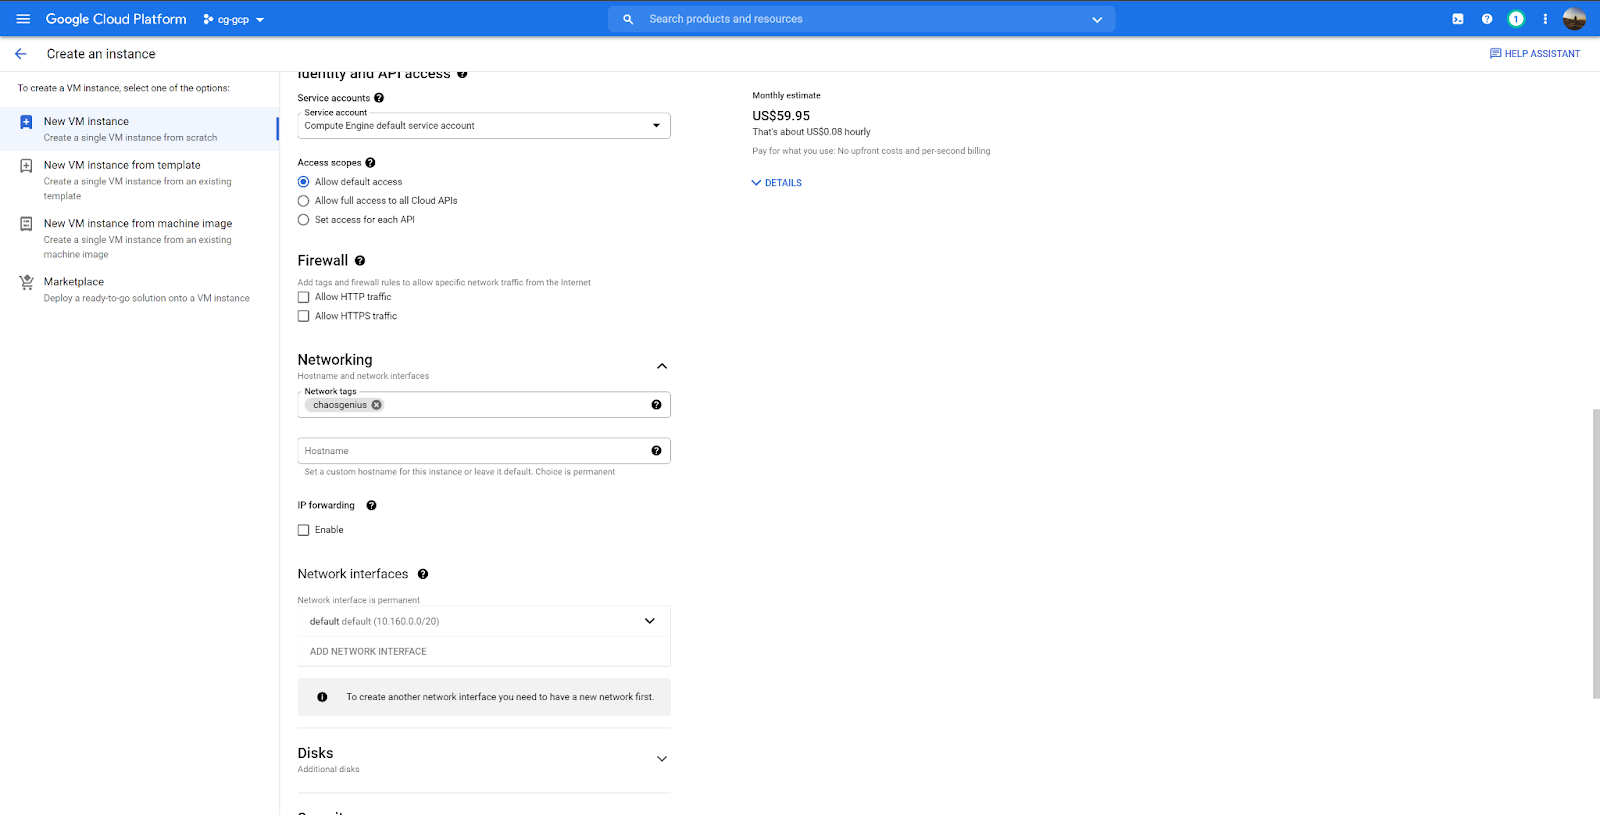 Google Cloud Platform
cg-gcp
Search products and resources
1
Create an instance
HELP ASSISTANT
To create a VM instance, select one of the options:
New VM instance
Create a single VM instance from scratch
New VM instance from template
Create a single VM instance from an existing
template
New VM instance from machine image
Create a single VM instance from an existing
machine image
Marketplace
Deploy a ready-to-go solution onto a VM instance
Identity and API access
Service accounts
Service account
Compute Engine default service account
Access scopes
Allow default access
Allow full access to all Cloud APIs
Set access for each API
Firewall
Add tags and firewall rules to allow specific network traffic from the Internet
Allow HTTP traffic
Allow HTTPS traffic
Networking
Hostname and network interfaces
Network tags
chaosgenius
Hostname
Set a custom hostname for this instance or leave it default. Choice is permanent
IP forwarding
Enable
Network interfaces
Network interface is permanent
default default (10.160.0.0/20)
ADD NETWORK INTERFACE
To create another network interface you need to have a new network first.
Disks
Additional disks
Monthly estimate
US$59.95
That's about US$0.08 hourly
Pay for what you use: No upfront costs and per-second billing
DETAILS